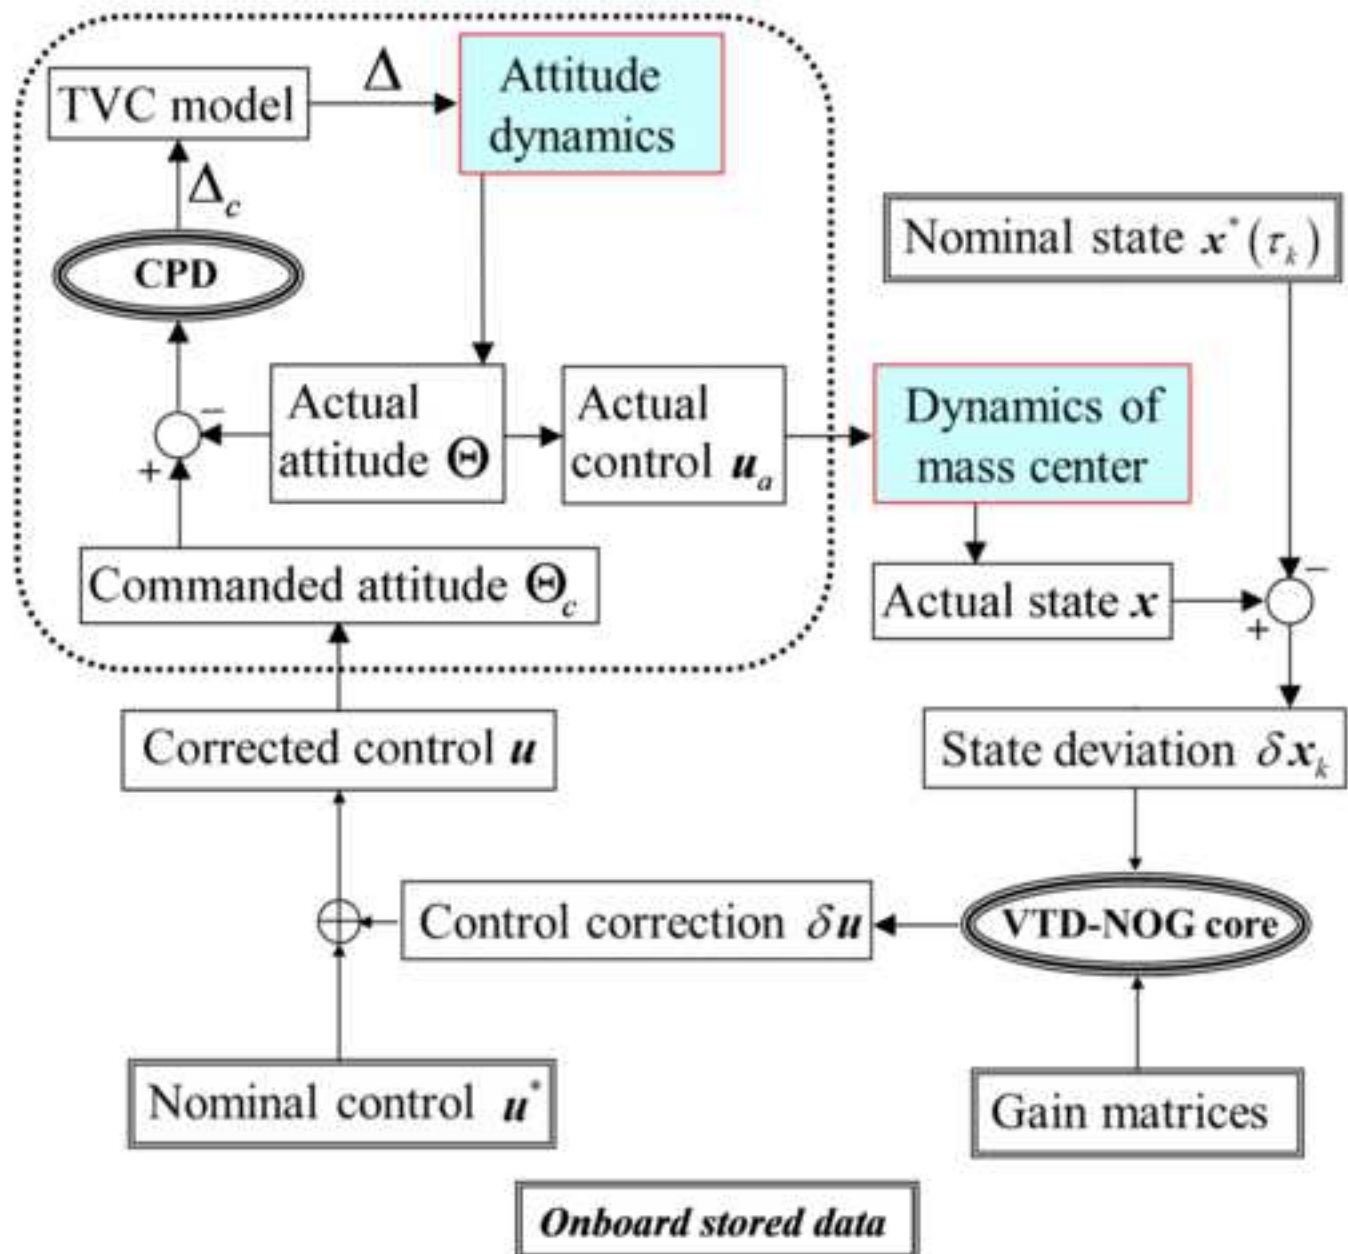 TVC model
Δ
Attitude
dynamics
Δc
Nominal state x*(τk)
CPD
−
Actual
attitude Θ
Actual
control ua
Dynamics of
mass center
+
Commanded attitude Θc
Actual state x
−
+
Corrected control u
State deviation δxk
Control correction δu
VTD-NOG core
Nominal control u*
Gain matrices
Onboard stored data